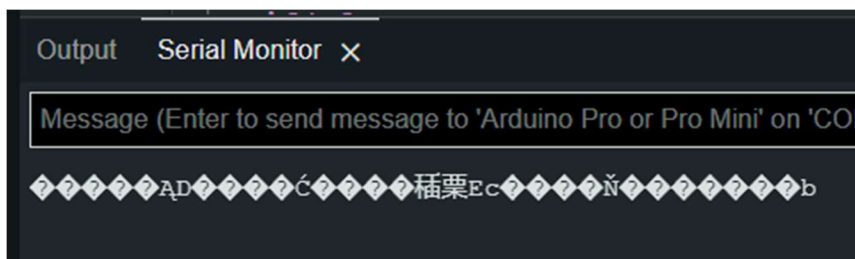 Output Serial Monitor ×
Message (Enter to send message to 'Arduino Pro or Pro Mini' on 'CO
�����ĄD����Ć����稤粟Ec����Ň�������b